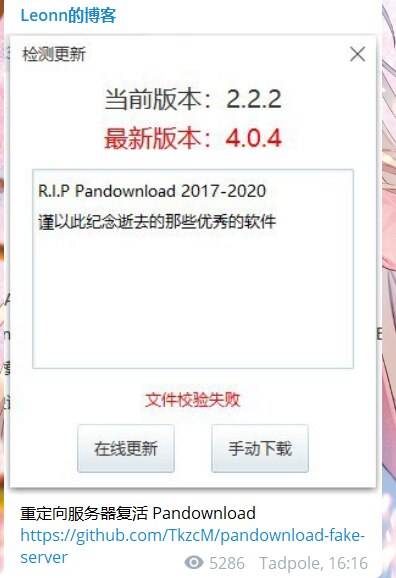 Leonn的博客
检测更新
当前版本：2.2.2
最新版本：4.0.4
R.I.P Pandownload 2017-2020
谨以此纪念逝去的那些优秀的软件
文件校验失败
在线更新 手动下载
重定向服务器复活 Pandownload
https://github.com/TkzcM/pandownload-fake-
server
5286 Tadpole, 16:16